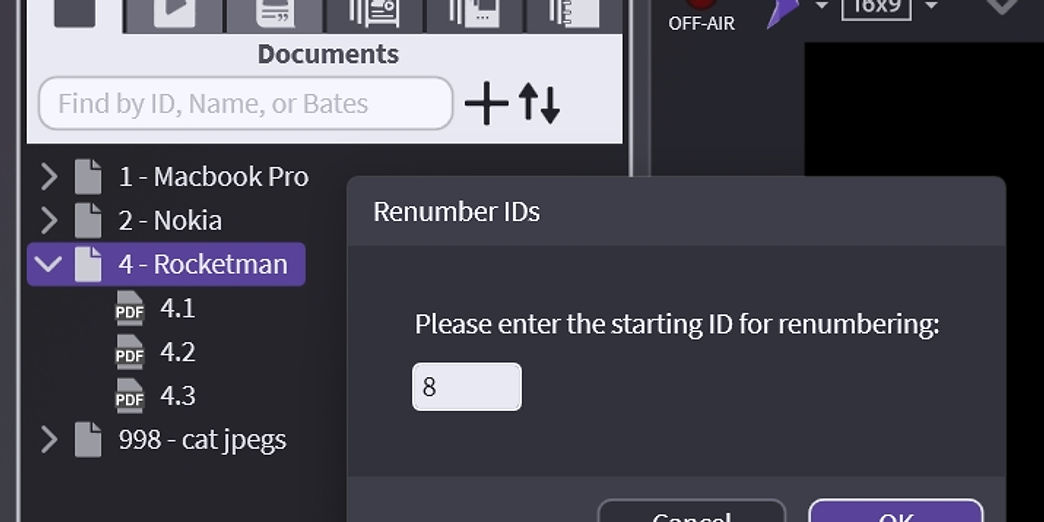 OFF-AIR
16x9
Documents
Find by ID, Name, or Bates
1 - Macbook Pro
2 - Nokia
4 - Rocketman
PDF 4.1
PDF 4.2
PDF 4.3
998 - cat jpegs
Renumber IDs
Please enter the starting ID for renumbering:
8
Cancel
OK